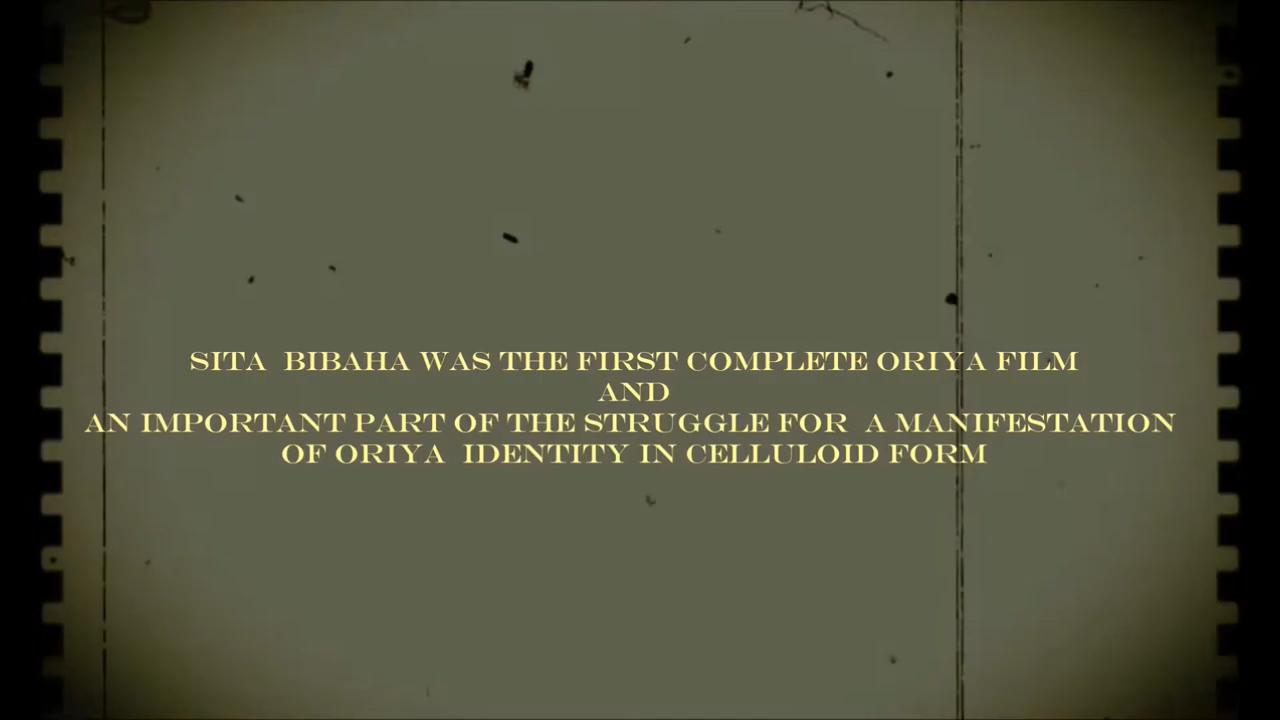 SITA BIBAHA WAS THE FIRST COMPLETE ORIYA FILM
AND
AN IMPORTANT PART OF THE STRUGGLE FOR A MANIFESTATION
OF ORIYA IDENTITY IN CELLULOID FORM